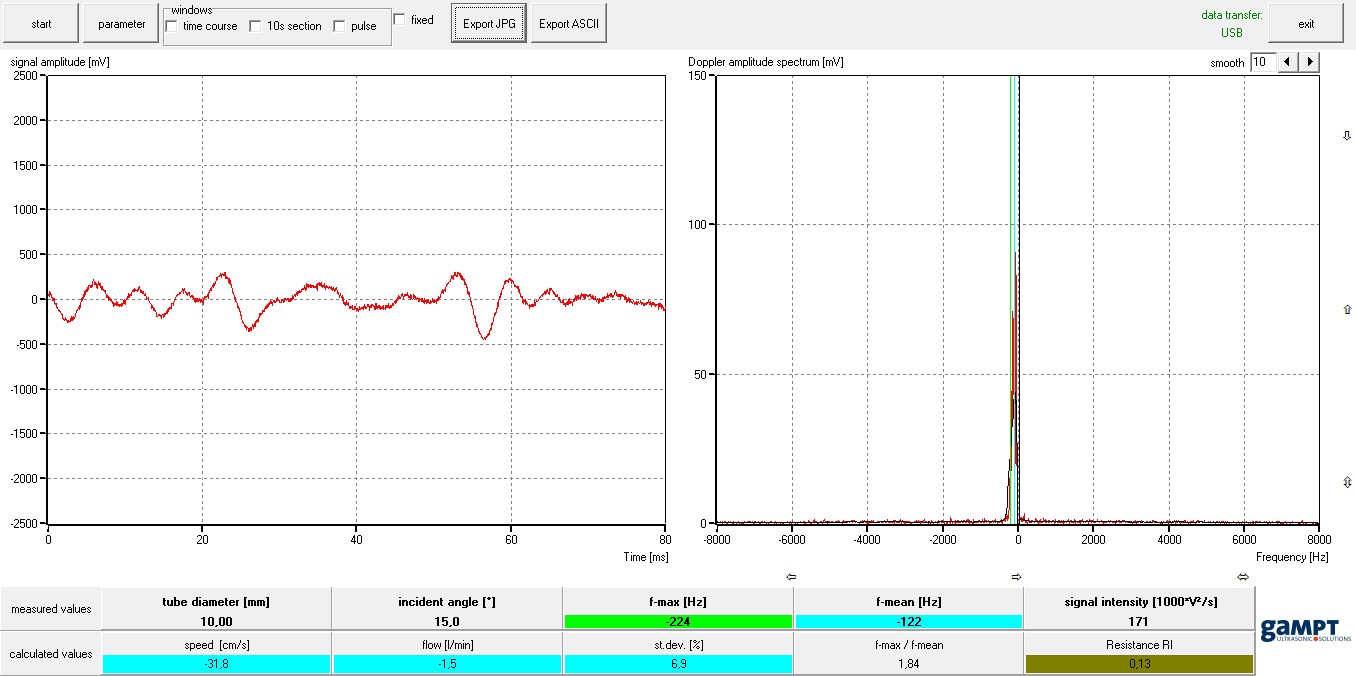 start
parameter
windows
time course
10s section
pulse
fixed
Export JPG
Export ASCII
data transfer:
USB
exit
signal amplitude [mV]
2500
2000
1500
1000
500
0
-500
-1000
-1500
-2000
-2500
0 20 40 60 80
Time [ms]
Doppler amplitude spectrum [mV]
smooth 10
150
100
50
0
-8000 -6000 -4000 -2000 0 2000 4000 6000 8000
Frequency [Hz]
measured values
tube diameter [mm] incident angle [°] f-max [Hz] f-mean [Hz] signal intensity [1000*V²/s]
10,00 15,0 -224 -122 171
calculated values
speed [cm/s] flow [l/min] st.dev. [%] f-max / f-mean Resistance RI
-31,8 -1,5 6,9 1,84 0,13
gAMPT
ULTRASONIC SOLUTIONS